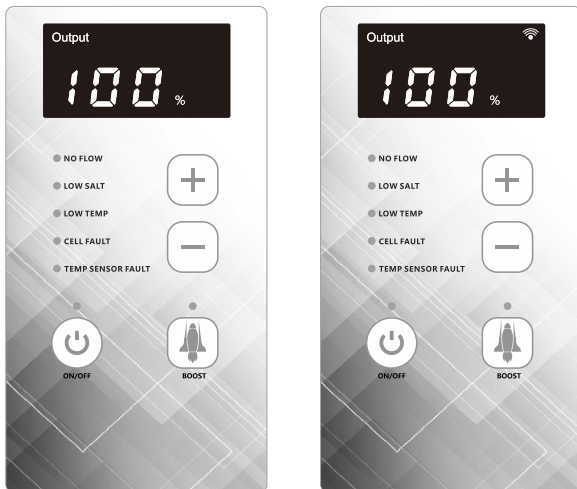 Output
100 %
NO FLOW
LOW SALT
LOW TEMP
CELL FAULT
TEMP SENSOR FAULT
ON/OFF
BOOST
Output
100 %
NO FLOW
LOW SALT
LOW TEMP
CELL FAULT
TEMP SENSOR FAULT
ON/OFF
BOOST